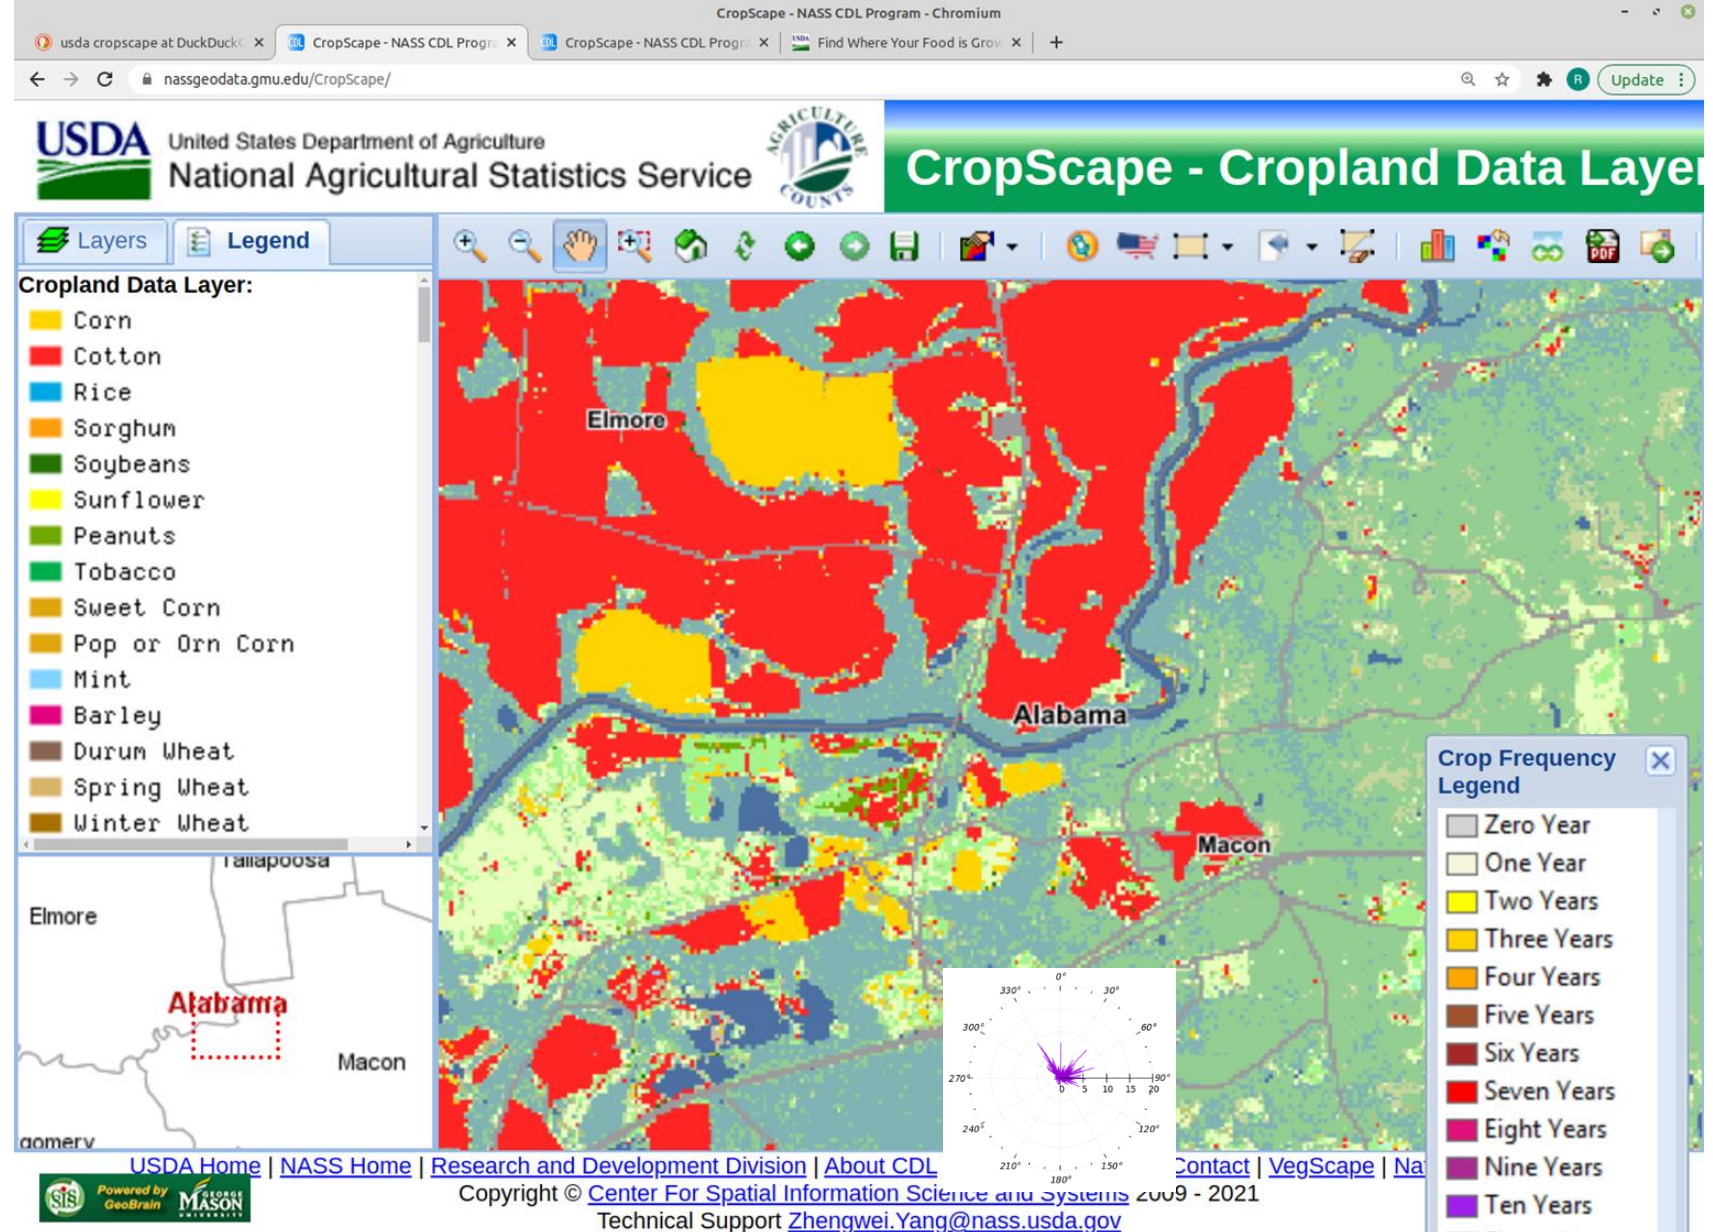 CropScape - NASS CDL Program - Chromium
usda cropscape at DuckDuckG
CropScape - NASS CDL Progra
CropScape - NASS CDL Progra
Find Where Your Food is Grow
nassgeodata.gmu.edu/CropScape/
R
Update
USDA
United States Department of Agriculture
National Agricultural Statistics Service
AGRICULTURE COUNTS
CropScape - Cropland Data Layer
Layers
Legend
PDF
Cropland Data Layer:
Corn
Cotton
Rice
Sorghum
Soybeans
Sunflower
Peanuts
Tobacco
Sweet Corn
Pop or Orn Corn
Mint
Barley
Durum Wheat
Spring Wheat
Winter Wheat
Elmore
Alabama
Macon
Tallapoosa
Elmore
Alabama
Macon
gomery
Crop Frequency
Legend
Zero Year
One Year
Two Years
Three Years
Four Years
Five Years
Six Years
Seven Years
Eight Years
Nine Years
Ten Years
0°
330° 30°
300° 60°
270° 90°
0 5 10 15 20
240° 120°
210° 150°
180°
USDA Home | NASS Home | Research and Development Division | About CDL Contact | VegScape | Nat
Copyright © Center For Spatial Information Science and Systems 2009 - 2021
Technical Support Zhengwei.Yang@nass.usda.gov
SIS
Powered by
GeoBrain
GEORGE
MASON
UNIVERSITY